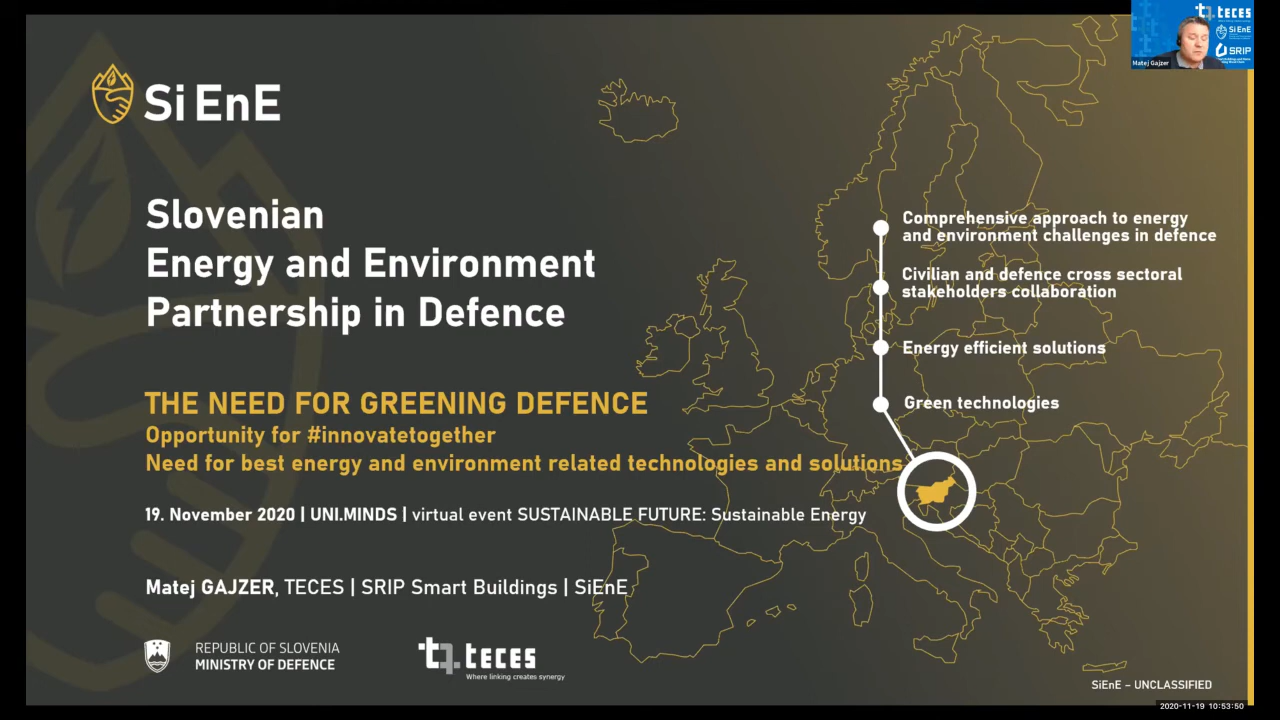 SiEnE
Slovenian
Energy and Environment
Partnership in Defence
THE NEED FOR GREENING DEFENCE
Opportunity for #innovatetogether
Need for best energy and environment related technologies and solutions
19. November 2020 | UNI.MINDS | virtual event SUSTAINABLE FUTURE: Sustainable Energy
Matej GAJZER, TECES | SRIP Smart Buildings | SiEnE
REPUBLIC OF SLOVENIA
MINISTRY OF DEFENCE
teces
Where linking creates synergy
Comprehensive approach to energy
and environment challenges in defence
Civilian and defence cross sectoral
stakeholders collaboration
Energy efficient solutions
Green technologies
SiEnE – UNCLASSIFIED
teces
SiEnE
SRIP
Matej Gajzer
2020-11-19 10:53:50